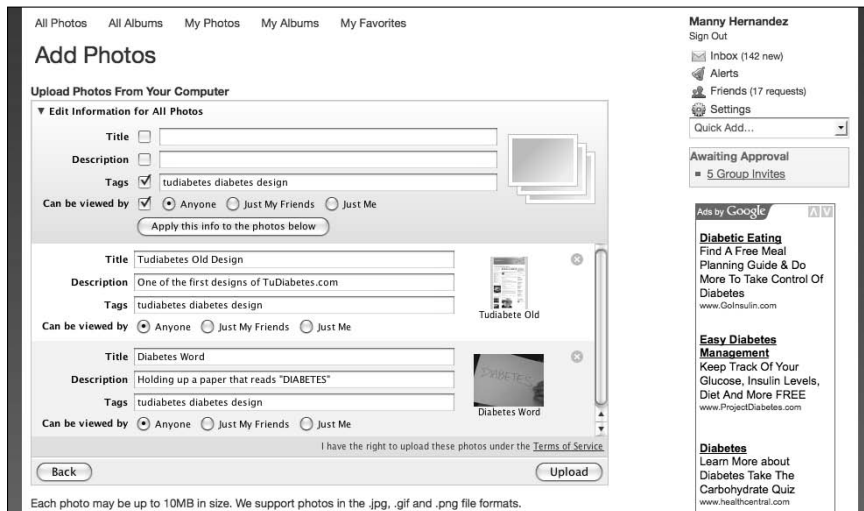 All Photos All Albums My Photos My Albums My Favorites
Add Photos
Upload Photos From Your Computer
▼ Edit Information for All Photos
Title
Description
Tags tudiabetes diabetes design
Can be viewed by Anyone Just My Friends Just Me
Apply this info to the photos below
Title Tudiabetes Old Design
Description One of the first designs of TuDiabetes.com
Tags tudiabetes diabetes design
Can be viewed by Anyone Just My Friends Just Me
Tudiabete Old
Title Diabetes Word
Description Holding up a paper that reads "DIABETES"
Tags tudiabetes diabetes design
Can be viewed by Anyone Just My Friends Just Me
DIABETES
Diabetes Word
I have the right to upload these photos under the Terms of Service
Back Upload
Each photo may be up to 10MB in size. We support photos in the .jpg, .gif and .png file formats.
Manny Hernandez
Sign Out
Inbox (142 new)
Alerts
Friends (17 requests)
Settings
Quick Add...
Awaiting Approval
5 Group Invites
Ads by Google
Diabetic Eating
Find A Free Meal
Planning Guide & Do
More To Take Control Of
Diabetes
www.GoInsulin.com
Easy Diabetes
Management
Keep Track Of Your
Glucose, Insulin Levels,
Diet And More FREE
www.ProjectDiabetes.com
Diabetes
Learn More about
Diabetes Take The
Carbohydrate Quiz
www.healthcentral.com